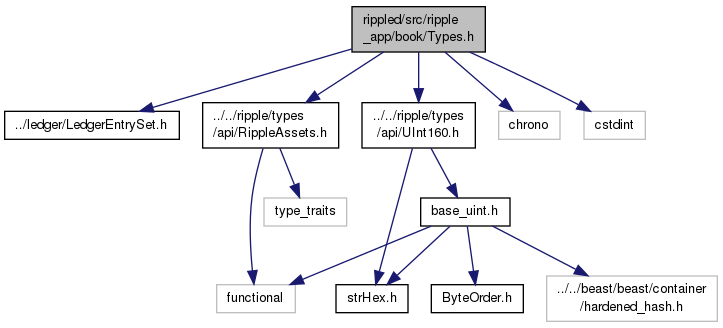 rippled/src/ripple
_app/book/Types.h
../ledger/LedgerEntrySet.h
../../ripple/types
/api/RippleAssets.h
../../ripple/types
/api/UInt160.h
chrono
cstdint
type_traits
base_uint.h
functional
strHex.h
ByteOrder.h
../../beast/beast/container
/hardened_hash.h